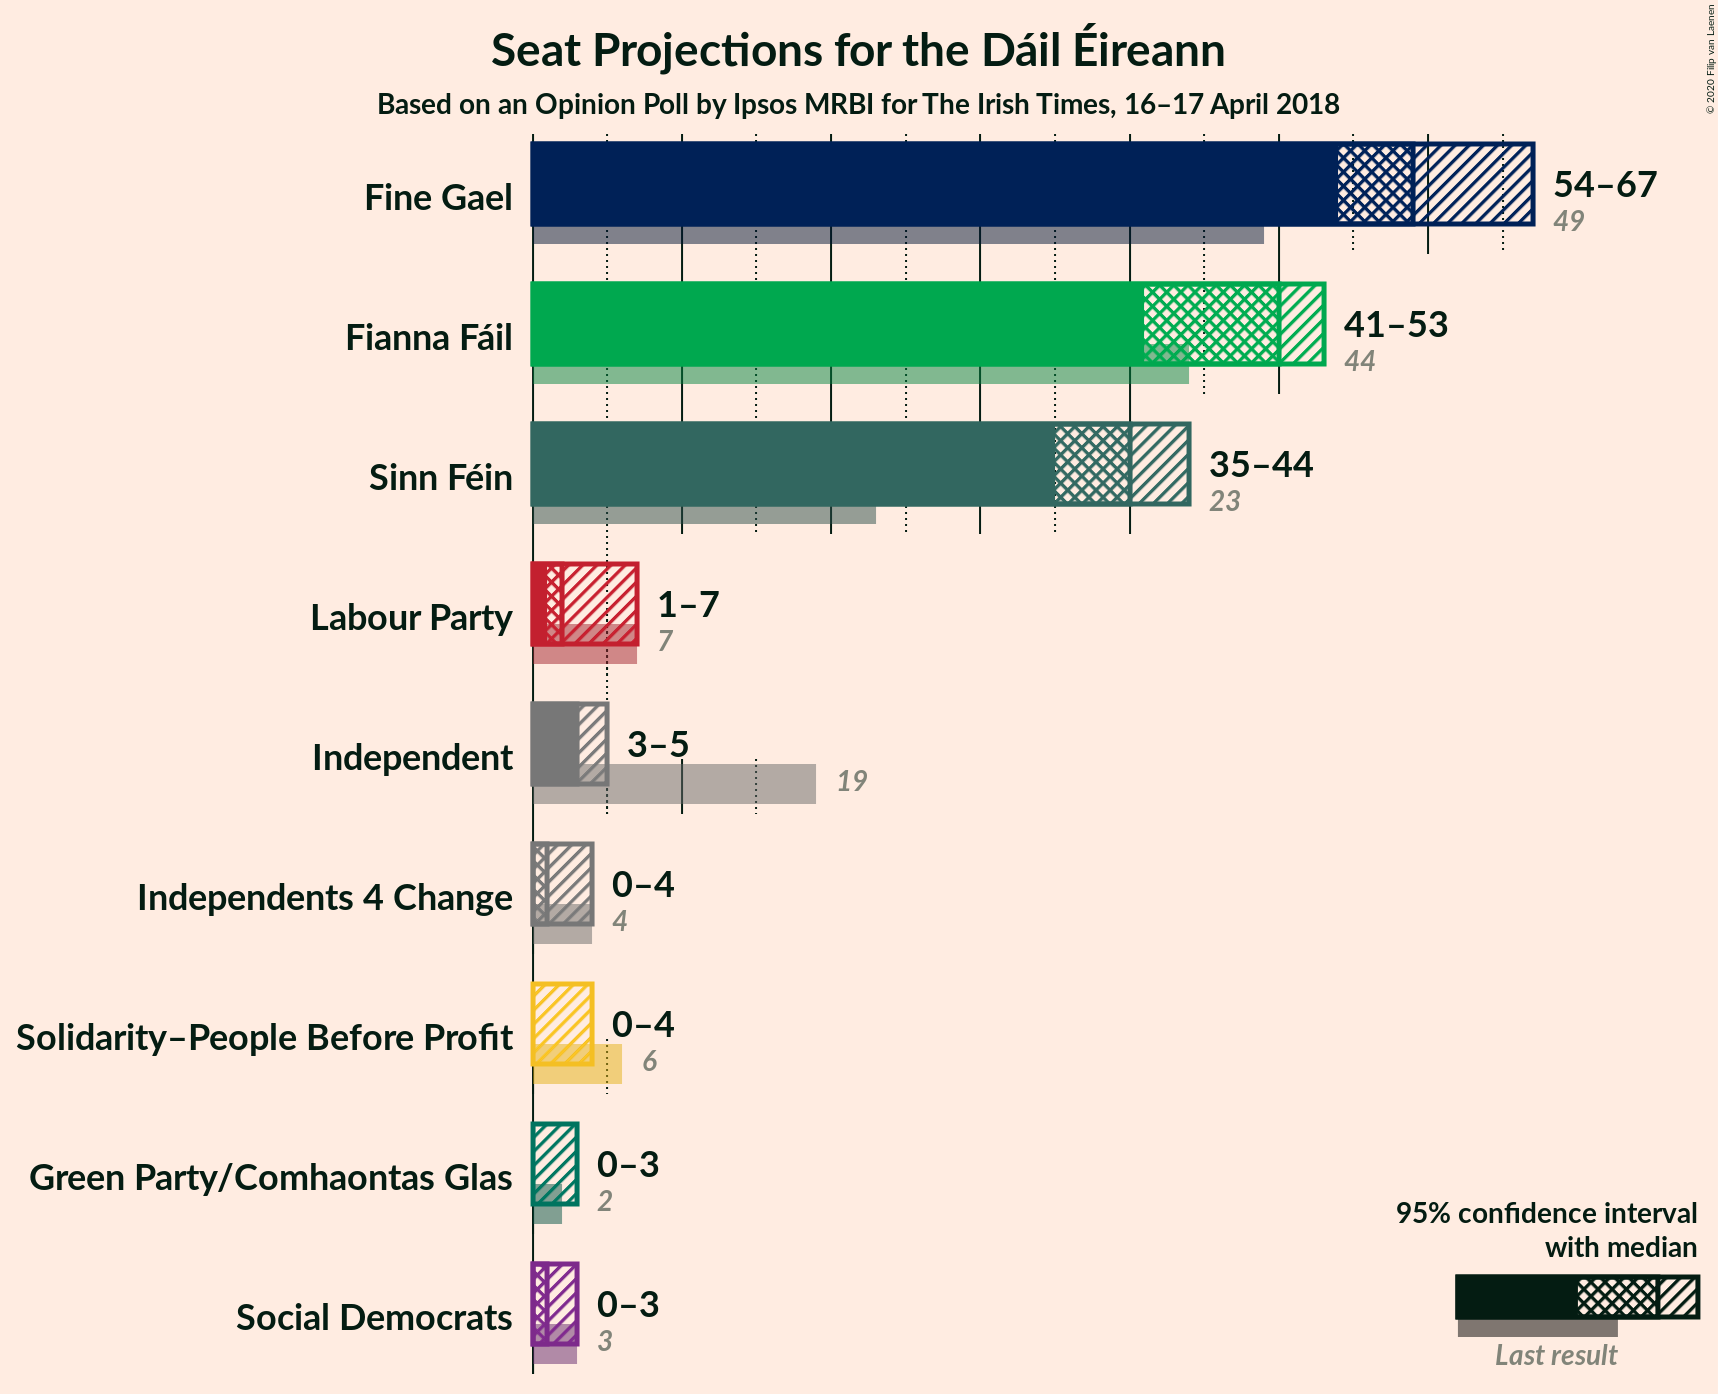 Seat Projections for the Dáil Éireann
Based on an Opinion Poll by Ipsos MRBI for The Irish Times, 16–17 April 2018
© 2020 Filip van Laenen
Fine Gael
54–67
49
Fianna Fáil
41–53
44
Sinn Féin
35–44
23
Labour Party
1–7
7
Independent
3–5
19
Independents 4 Change
0–4
4
Solidarity–People Before Profit
0–4
6
Green Party/Comhaontas Glas
0–3
2
Social Democrats
0–3
3
95% confidence interval
with median
Last result